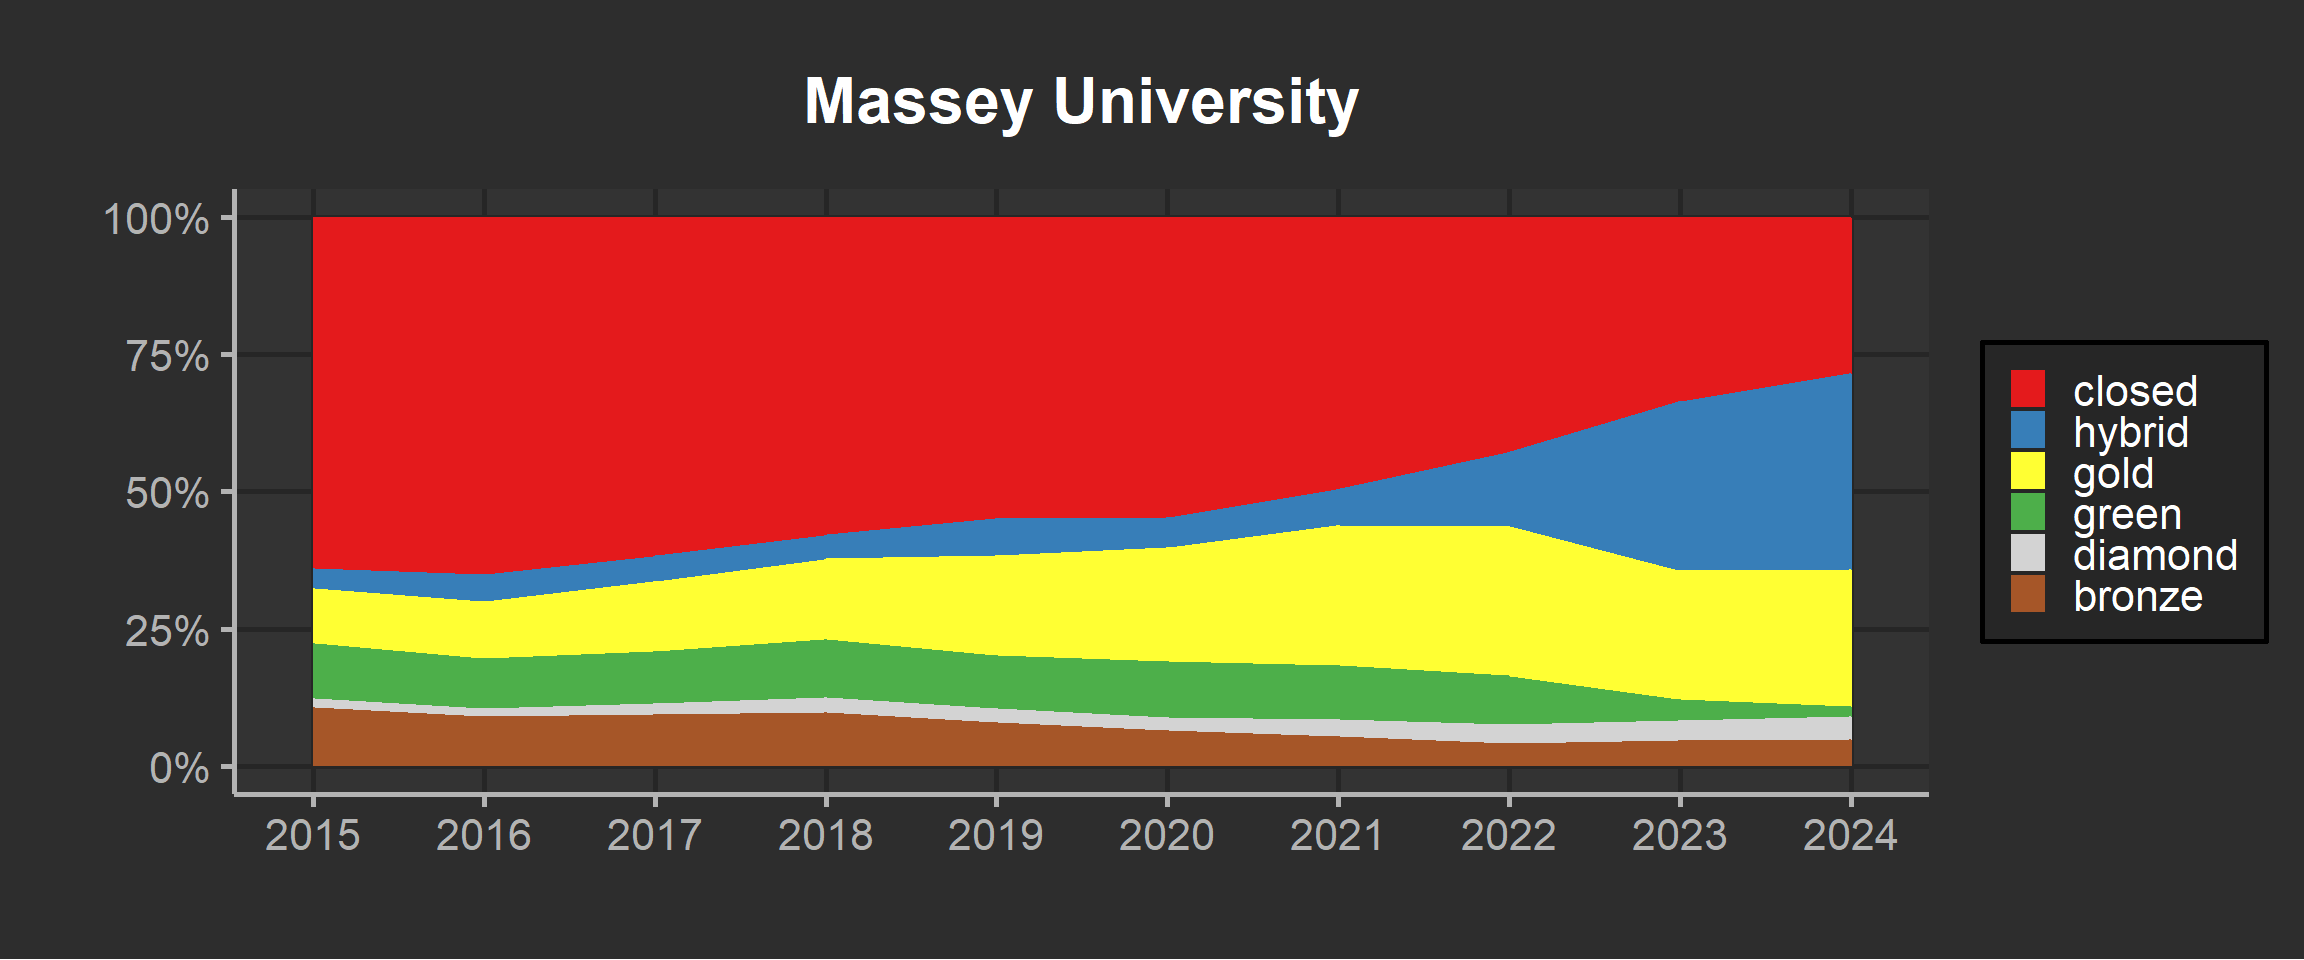 Massey University
100%
75%
50%
25%
0%
2015 2016 2017 2018 2019 2020 2021 2022 2023 2024
closed
hybrid
gold
green
diamond
bronze